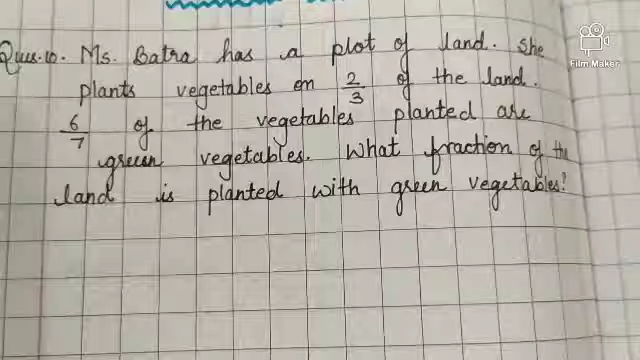 Ques.10. Ms. Batra has a plot of land. She
plants vegetables on 2/3 of the land.
6/7 of the vegetables planted are
green vegetables. What fraction of the
land is planted with green vegetables?
Film Maker